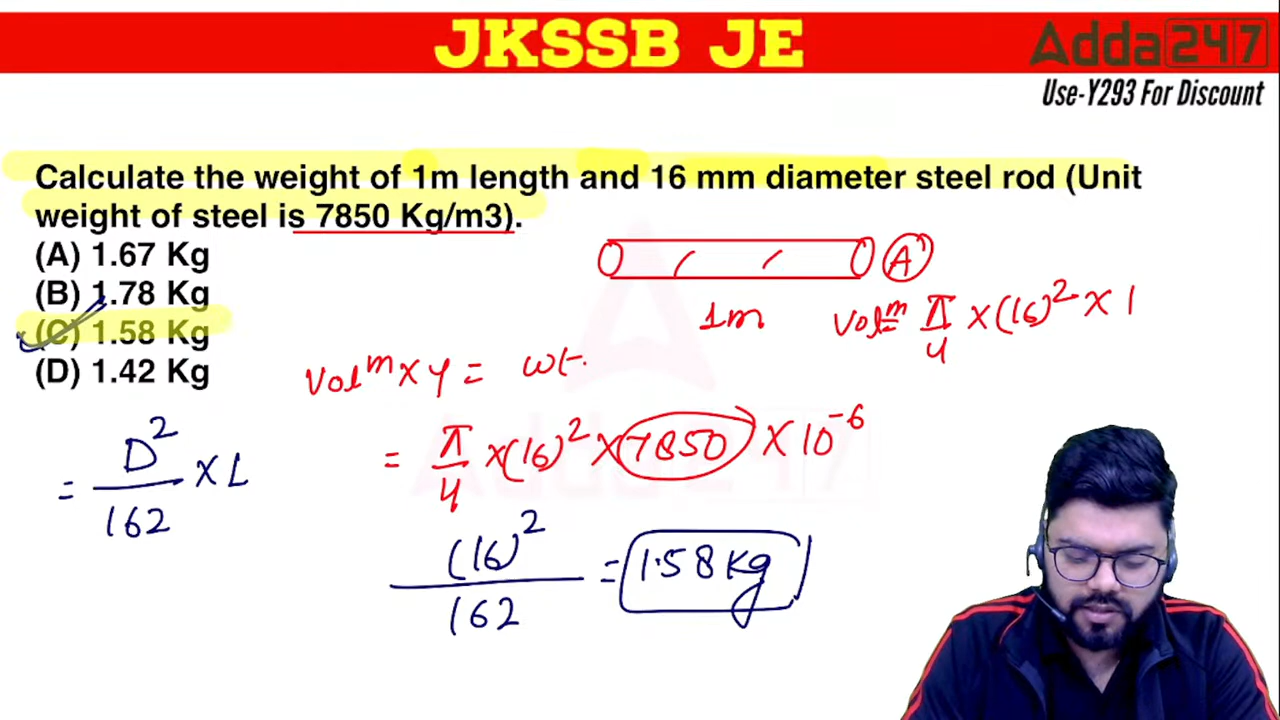 JKSSB JE
Adda247
Use-Y293 For Discount
Calculate the weight of 1m length and 16 mm diameter steel rod (Unit
weight of steel is 7850 Kg/m3).
(A) 1.67 Kg
(B) 1.78 Kg
(C) 1.58 Kg
(D) 1.42 Kg
A
1m
Volᵐ = π/4 × (16)² × 1
Volᵐ × γ = wt.
= π/4 × (16)² × 7850 × 10⁻⁶
= D²/162 × L
(16)²/162 = 1.58 kg